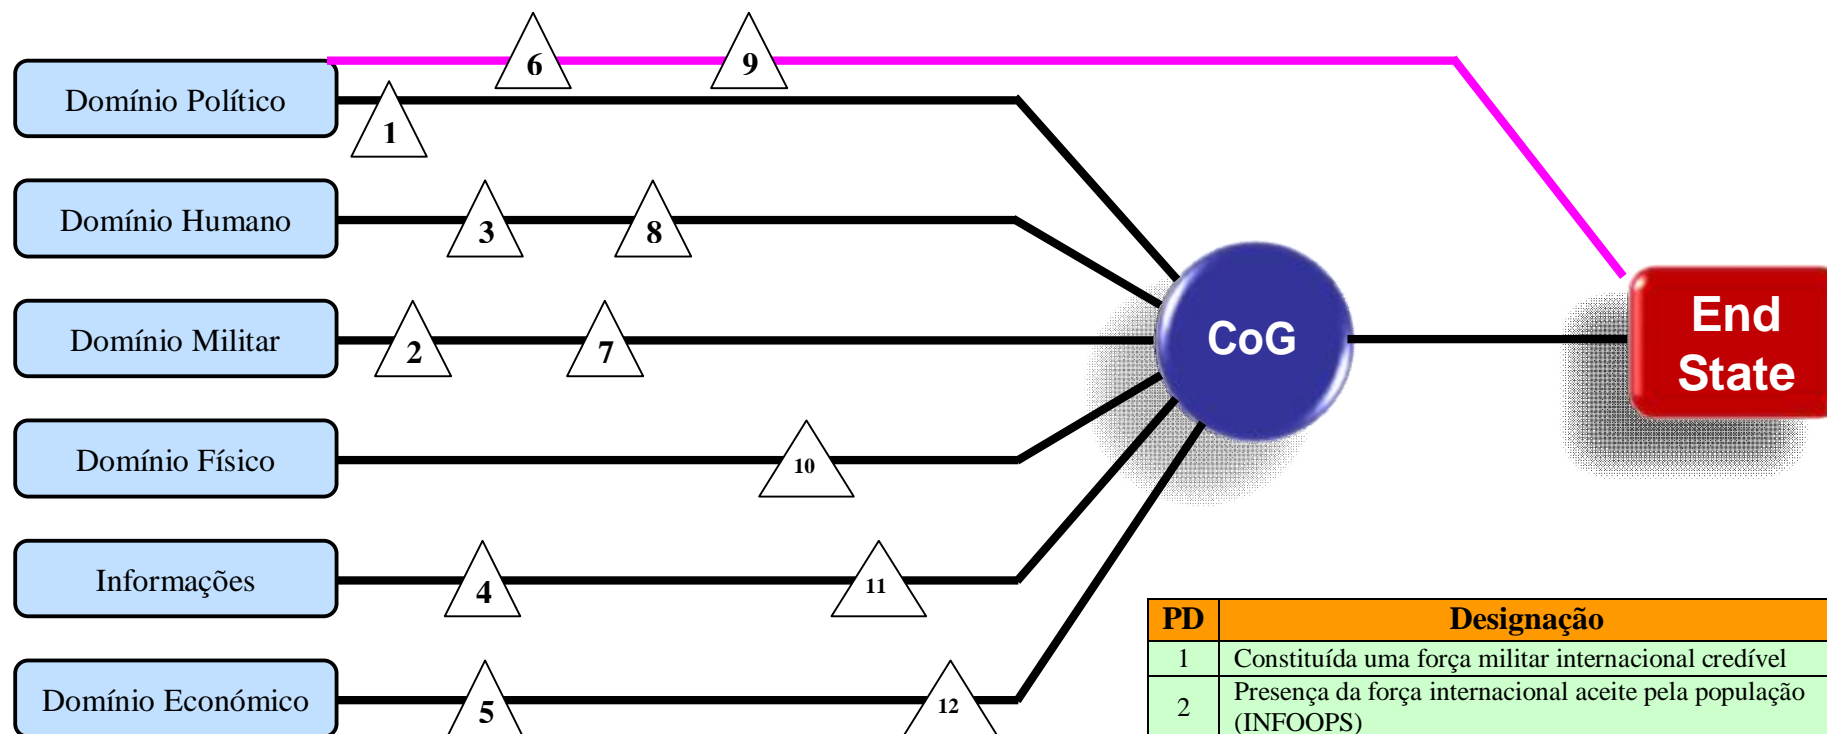 6
9
Domínio Político
1
Domínio Humano
3
8
Domínio Militar
2
7
CoG
End
State
Domínio Físico
10
Informações
4
11
Domínio Económico
5
12
PD
Designação
1
Constituída uma força militar internacional credível
2
Presença da força internacional aceite pela população
(INFOOPS)